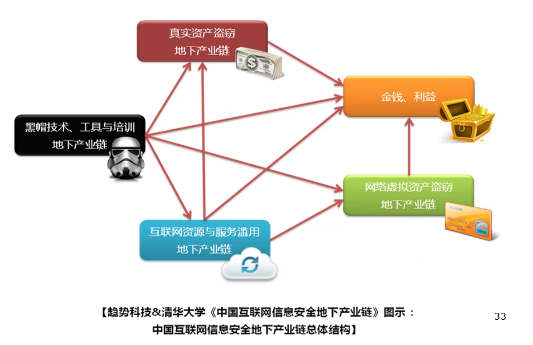 真实资产盗窃
地下产业链
金钱、利益
黑帽技术、工具与培训
地下产业链
网络虚拟资产盗窃
地下产业链
互联网资源与服务滥用
地下产业链
【趋势科技&清华大学《中国互联网信息安全地下产业链》图示：
中国互联网信息安全地下产业链总体结构】
33